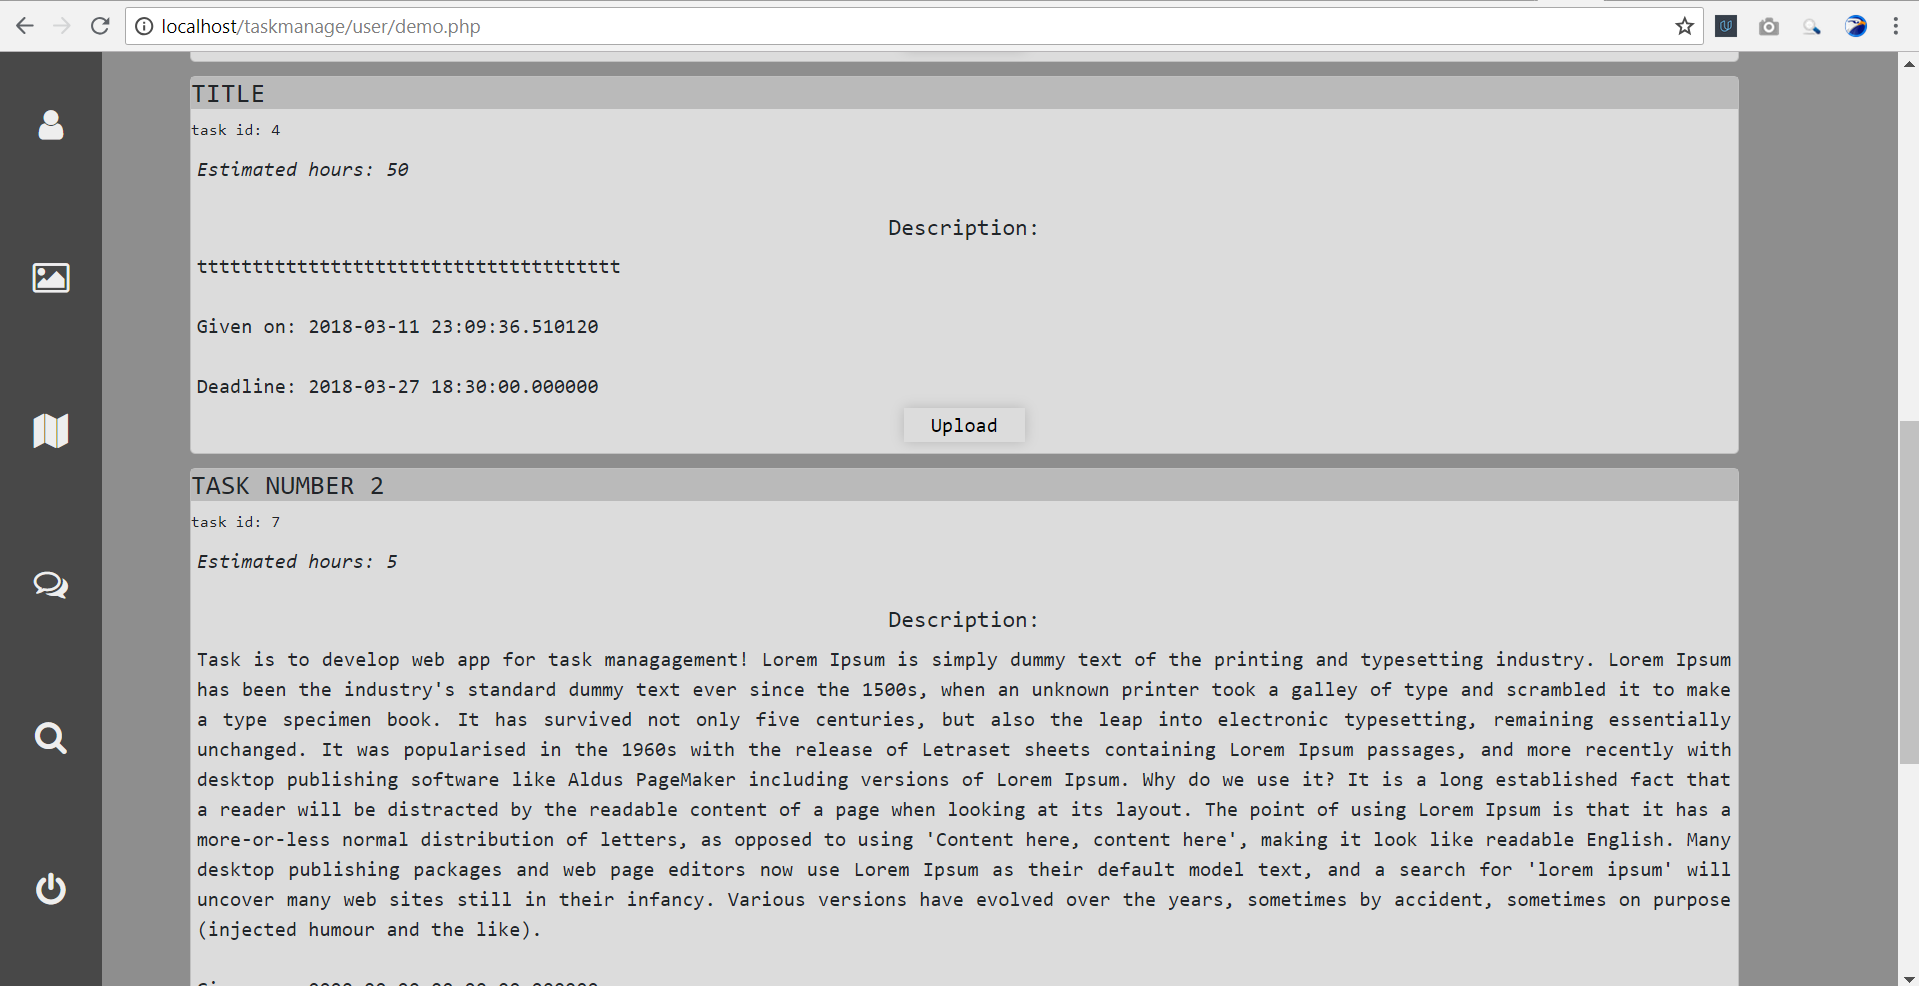 localhost/taskmanage/user/demo.php
TITLE
task id: 4
Estimated hours: 50
Description:
tttttttttttttttttttttttttttttttttttttt
Given on: 2018-03-11 23:09:36.510120
Deadline: 2018-03-27 18:30:00.000000
Upload
TASK NUMBER 2
task id: 7
Estimated hours: 5
Description:
Task is to develop web app for task managagement! Lorem Ipsum is simply dummy text of the printing and typesetting industry. Lorem Ipsum
has been the industry's standard dummy text ever since the 1500s, when an unknown printer took a galley of type and scrambled it to make
a type specimen book. It has survived not only five centuries, but also the leap into electronic typesetting, remaining essentially
unchanged. It was popularised in the 1960s with the release of Letraset sheets containing Lorem Ipsum passages, and more recently with
desktop publishing software like Aldus PageMaker including versions of Lorem Ipsum. Why do we use it? It is a long established fact that
a reader will be distracted by the readable content of a page when looking at its layout. The point of using Lorem Ipsum is that it has a
more-or-less normal distribution of letters, as opposed to using 'Content here, content here', making it look like readable English. Many
desktop publishing packages and web page editors now use Lorem Ipsum as their default model text, and a search for 'lorem ipsum' will
uncover many web sites still in their infancy. Various versions have evolved over the years, sometimes by accident, sometimes on purpose
(injected humour and the like).